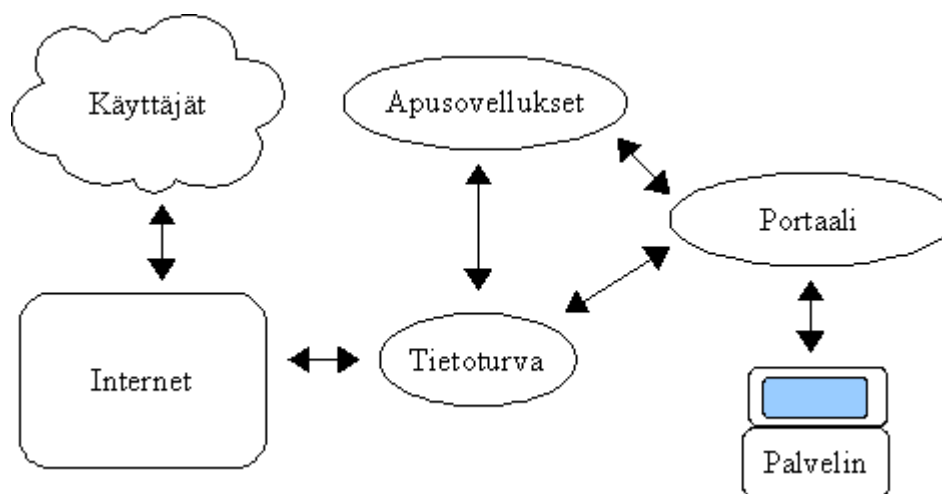 Käyttäjät
Apusovellukset
Portaali
Internet
Tietoturva
Palvelin